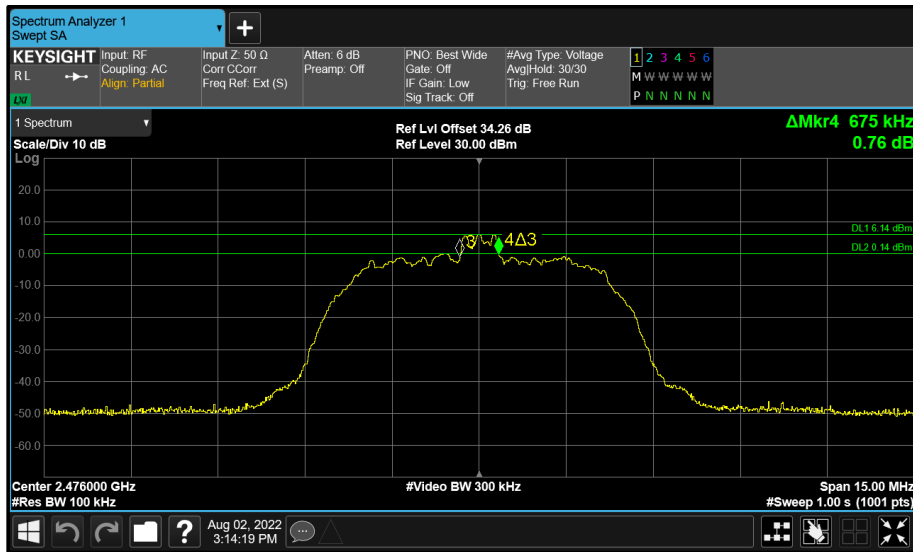 Spectrum Analyzer 1
Swept SA
+
KEYSIGHT
RL
LXI
Input: RF
Coupling: AC
Align: Partial
Input Z: 50 Ω
Corr CCorr
Freq Ref: Ext (S)
Atten: 6 dB
Preamp: Off
PNO: Best Wide
Gate: Off
IF Gain: Low
Sig Track: Off
#Avg Type: Voltage
Avg|Hold: 30/30
Trig: Free Run
1 2 3 4 5 6
M W W W W W
P N N N N N
1 Spectrum
Scale/Div 10 dB
Ref Lvl Offset 34.26 dB
Ref Level 30.00 dBm
ΔMkr4 675 kHz
0.76 dB
Log
20.0
10.0
0.00
-10.0
-20.0
-30.0
-40.0
-50.0
-60.0
3
4Δ3
DL1 6.14 dBm
DL2 0.14 dBm
Center 2.476000 GHz
#Res BW 100 kHz
#Video BW 300 kHz
Span 15.00 MHz
#Sweep 1.00 s (1001 pts)
?
Aug 02, 2022
3:14:19 PM